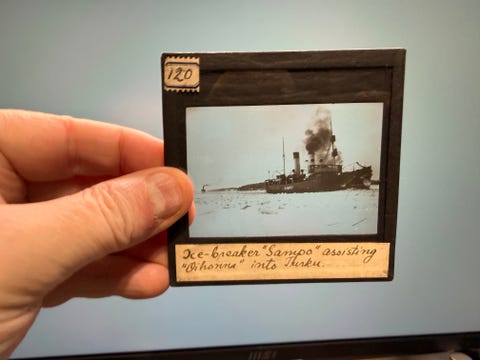 120
Ice-breaker "Sampo" assisting
"Oihonna" into Turku.